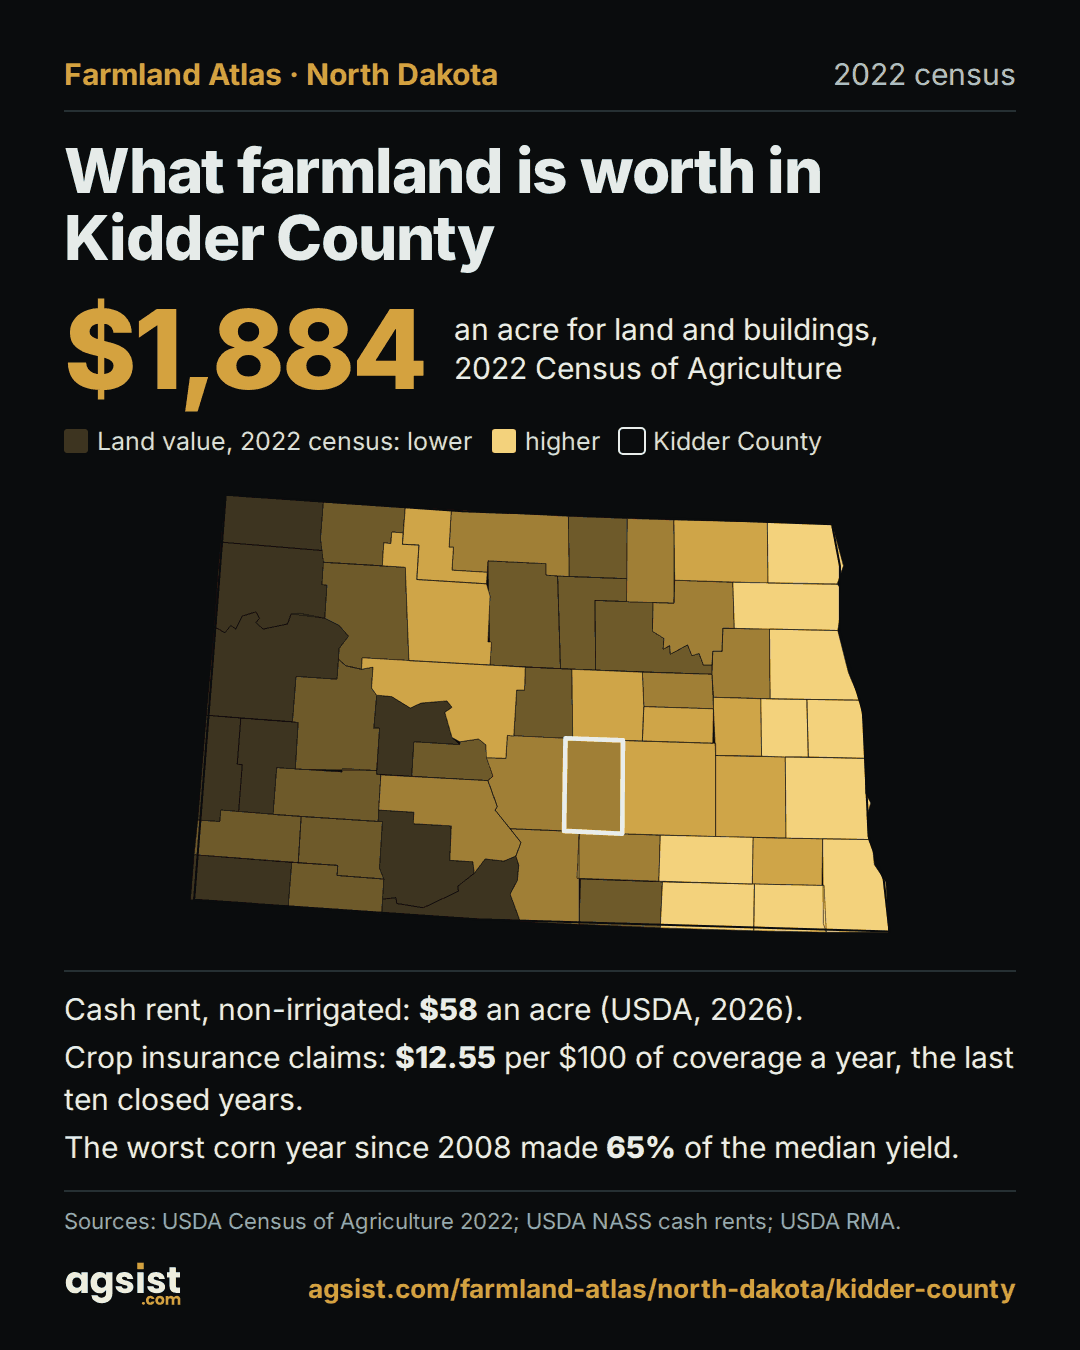 Farmland Atlas · North Dakota
2022 census
What farmland is worth in
Kidder County
$1,884
an acre for land and buildings,
2022 Census of Agriculture
Land value, 2022 census: lower
higher
Kidder County
Cash rent, non-irrigated: $58 an acre (USDA, 2026).
Crop insurance claims: $12.55 per $100 of coverage a year, the last
ten closed years.
The worst corn year since 2008 made 65% of the median yield.
Sources: USDA Census of Agriculture 2022; USDA NASS cash rents; USDA RMA.
agsist
.com
agsist.com/farmland-atlas/north-dakota/kidder-county